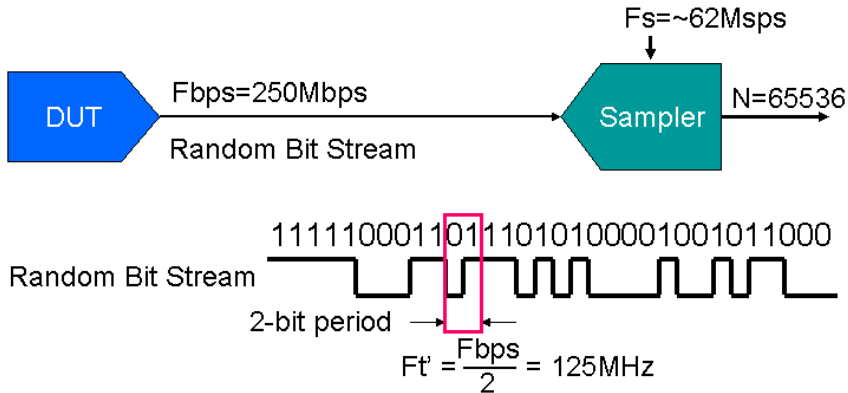 Fs=~62Msps
DUT
Fbps=250Mbps
Sampler
N=65536
Random Bit Stream
11111000110111010100001001011000
Random Bit Stream
2-bit period
Ft' = Fbps/2 = 125MHz